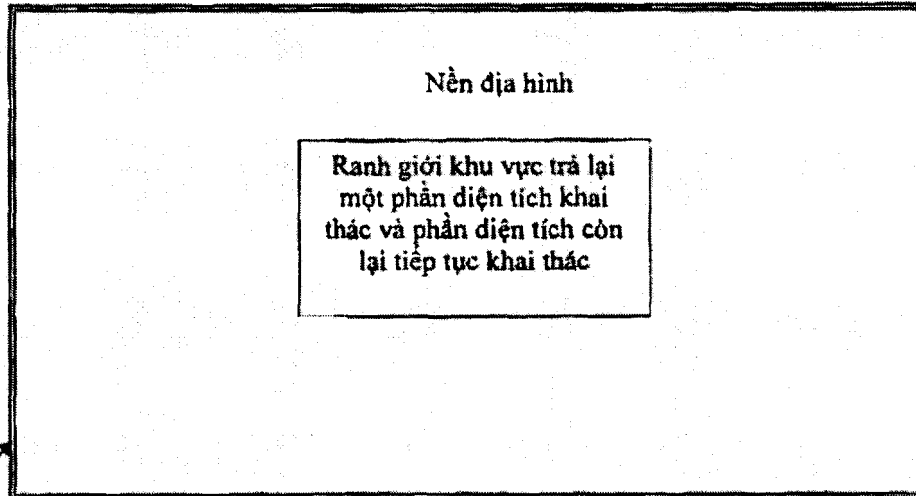 Nền địa hình
Ranh giới khu vực trả lại
một phần diện tích khai
thác và phần diện tích còn
lại tiếp tục khai thác